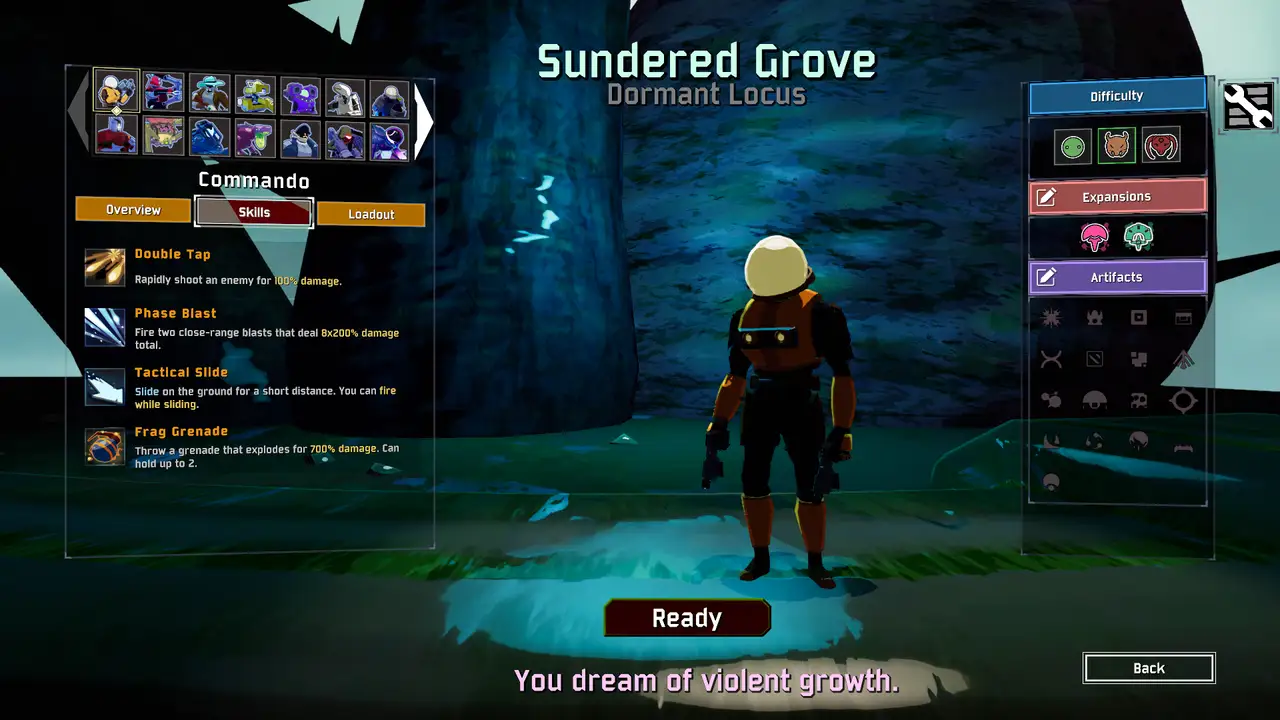 Sundered Grove
Dormant Locus
Commando
Overview
Skills
Loadout
Double Tap
Rapidly shoot an enemy for 100% damage.
Phase Blast
Fire two close-range blasts that deal 8x200% damage
total.
Tactical Slide
Slide on the ground for a short distance. You can fire
while sliding.
Frag Grenade
Throw a grenade that explodes for 700% damage. Can
hold up to 2.
Difficulty
Expansions
Artifacts
Ready
You dream of violent growth.
Back